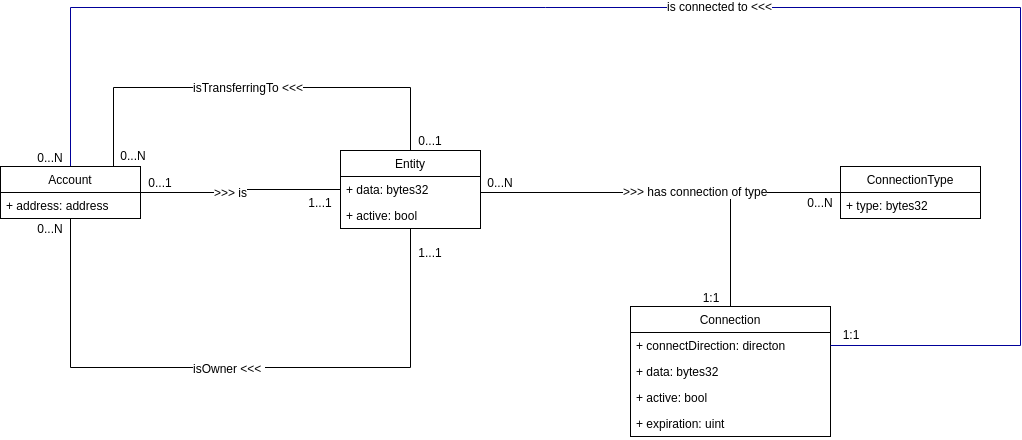 is connected to <<<
isTransferringTo <<<
0...1
0...N
0...N
Account
+ address: address
0...1
>>> is
1...1
Entity
+ data: bytes32
+ active: bool
0...N
>>> has connection of type
0...N
ConnectionType
+ type: bytes32
0...N
1...1
isOwner <<<
1:1
Connection
+ connectDirection: directon
+ data: bytes32
+ active: bool
+ expiration: uint
1:1